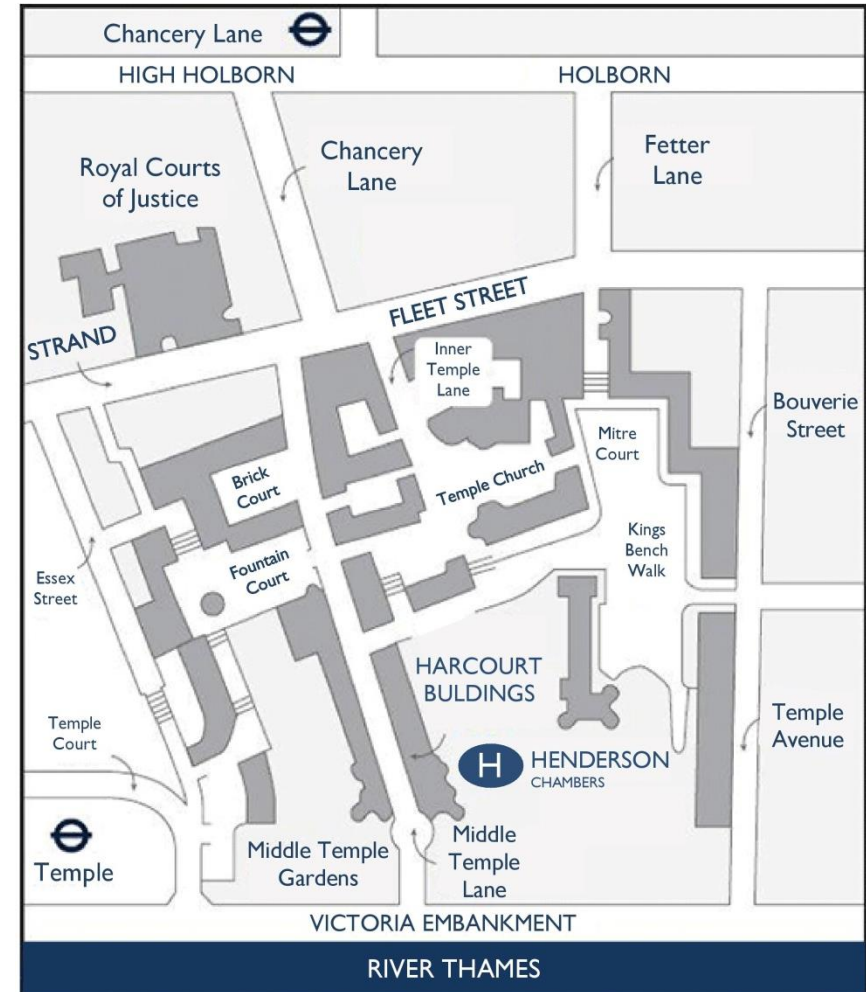 Chancery Lane
HIGH HOLBORN
HOLBORN
Royal Courts
of Justice
Chancery
Lane
Fetter
Lane
STRAND
FLEET STREET
Inner
Temple
Lane
Bouverie
Street
Brick
Court
Temple Church
Mitre
Court
Essex
Street
Fountain
Court
Kings
Bench
Walk
HARCOURT
BULDINGS
Temple
Court
Temple
Avenue
H
HENDERSON
CHAMBERS
Temple
Middle Temple
Gardens
Middle
Temple
Lane
VICTORIA EMBANKMENT
RIVER THAMES